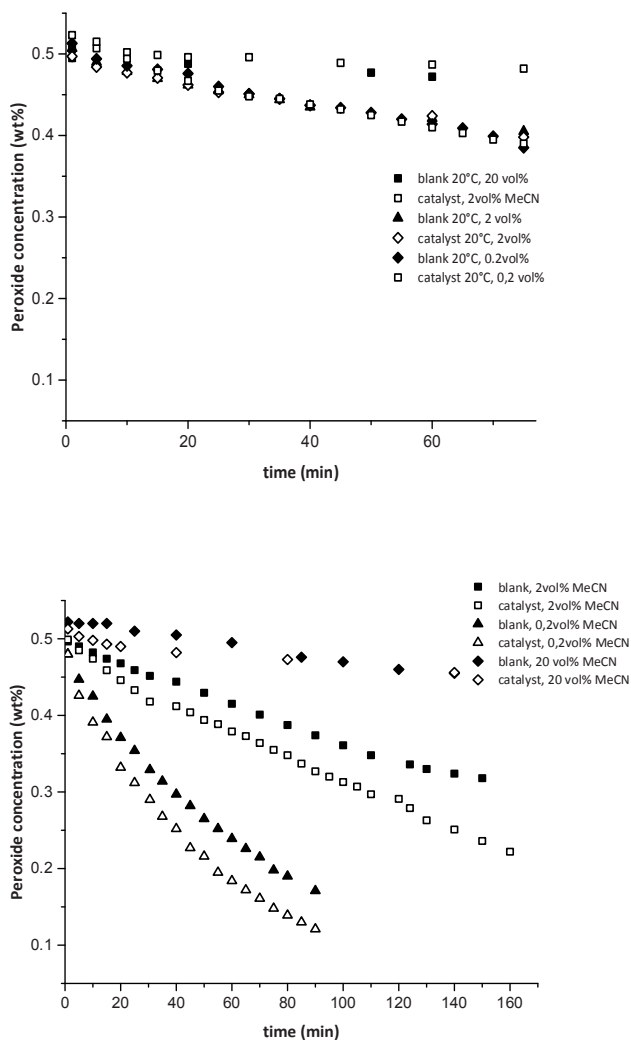 0.5
0.4
0.3
0.2
0.1
Peroxide concentration (wt%)
blank 20°C, 20 vol%
catalyst, 2vol% MeCN
blank 20°C, 2 vol%
catalyst 20°C, 2vol%
blank 20°C, 0.2vol%
catalyst 20°C, 0,2 vol%
0 20 40 60
time (min)
blank, 2vol% MeCN
catalyst, 2vol% MeCN
blank, 0,2vol% MeCN
catalyst, 0,2vol% MeCN
blank, 20 vol% MeCN
catalyst, 20 vol% MeCN
0.5
0.4
0.3
0.2
0.1
Peroxide concentration (wt%)
0 20 40 60 80 100 120 140 160
time (min)